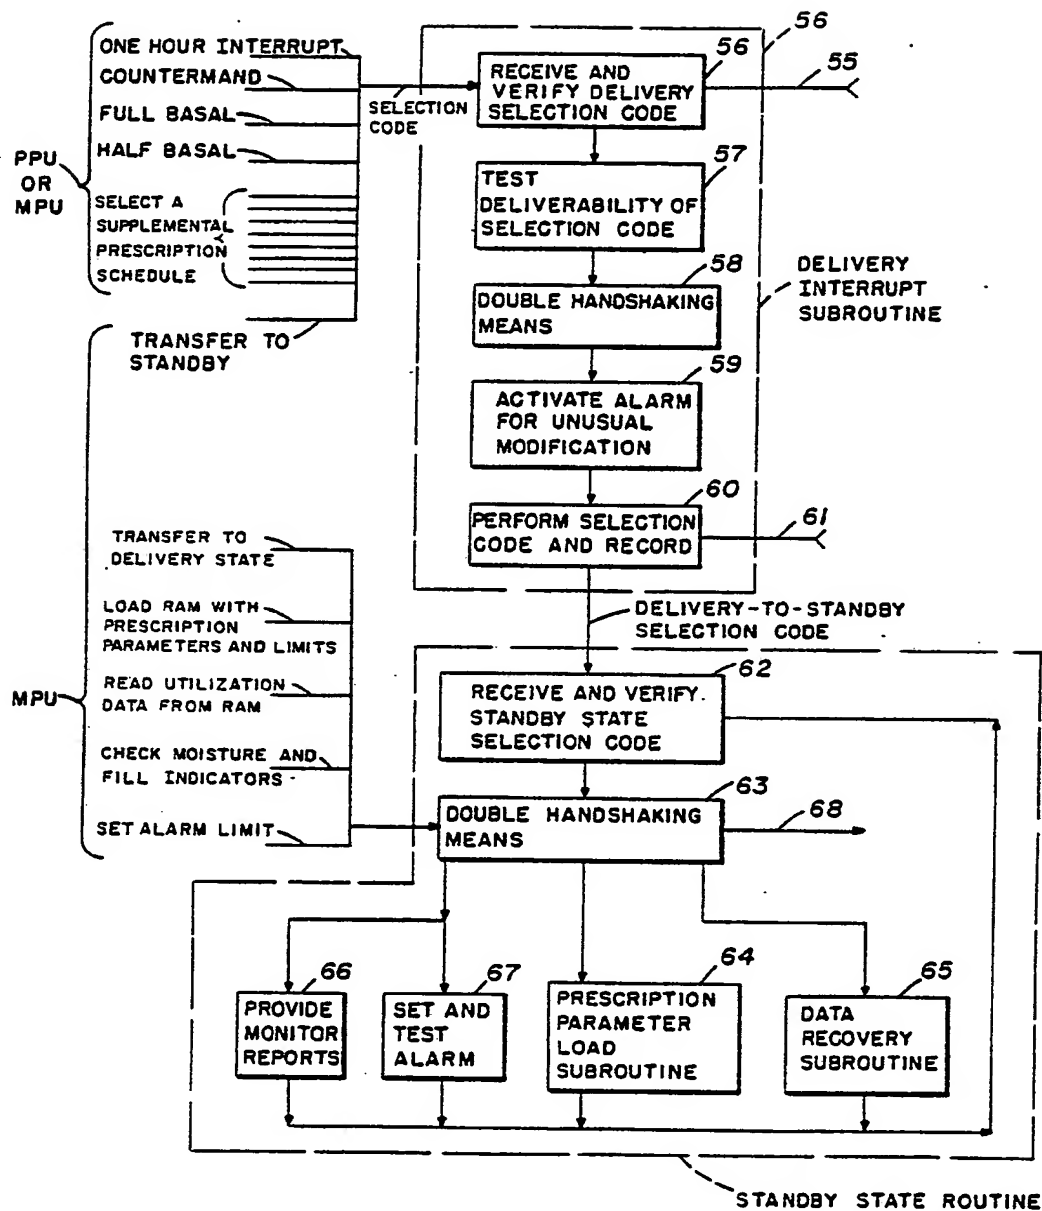 56
ONE HOUR INTERRUPT
COUNTERMAND
FULL BASAL
HALF BASAL
PPU
OR
MPU
SELECT A
SUPPLEMENTAL
PRESCRIPTION
SCHEDULE
TRANSFER TO
STANDBY
SELECTION
CODE
56
RECEIVE AND
VERIFY DELIVERY
SELECTION CODE
55
57
TEST
DELIVERABILITY OF
SELECTION CODE
58
DOUBLE HANDSHAKING
MEANS
DELIVERY
INTERRUPT
SUBROUTINE
59
ACTIVATE ALARM
FOR UNUSUAL
MODIFICATION
60
PERFORM SELECTION
CODE AND RECORD
61
DELIVERY-TO-STANDBY
SELECTION CODE
MPU
TRANSFER TO
DELIVERY STATE
LOAD RAM WITH
PRESCRIPTION
PARAMETERS AND LIMITS
READ UTILIZATION
DATA FROM RAM
CHECK MOISTURE AND
FILL INDICATORS
SET ALARM LIMIT
62
RECEIVE AND VERIFY
STANDBY STATE
SELECTION CODE
63
DOUBLE HANDSHAKING
MEANS
68
66
PROVIDE
MONITOR
REPORTS
67
SET AND
TEST
ALARM
64
PRESCRIPTION
PARAMETER
LOAD
SUBROUTINE
65
DATA
RECOVERY
SUBROUTINE
STANDBY STATE ROUTINE